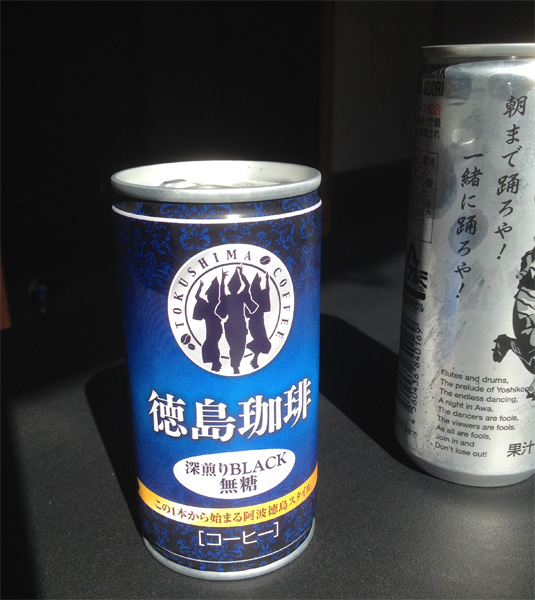 TOKUSHIMA COFFEE
徳島珈琲
深煎りBLACK
無糖
この1本から始まる阿波徳島スタイル
[コーヒー]
ODORI
朝まで踊ろや!
一緒に踊ろや!
Flutes and drums,
The prelude of Yoshikono
The endless dancing,
A night in Awa.
The dancers are fools,
The viewers are fools.
As all are fools,
Join in and
Don't lose out!
果汁